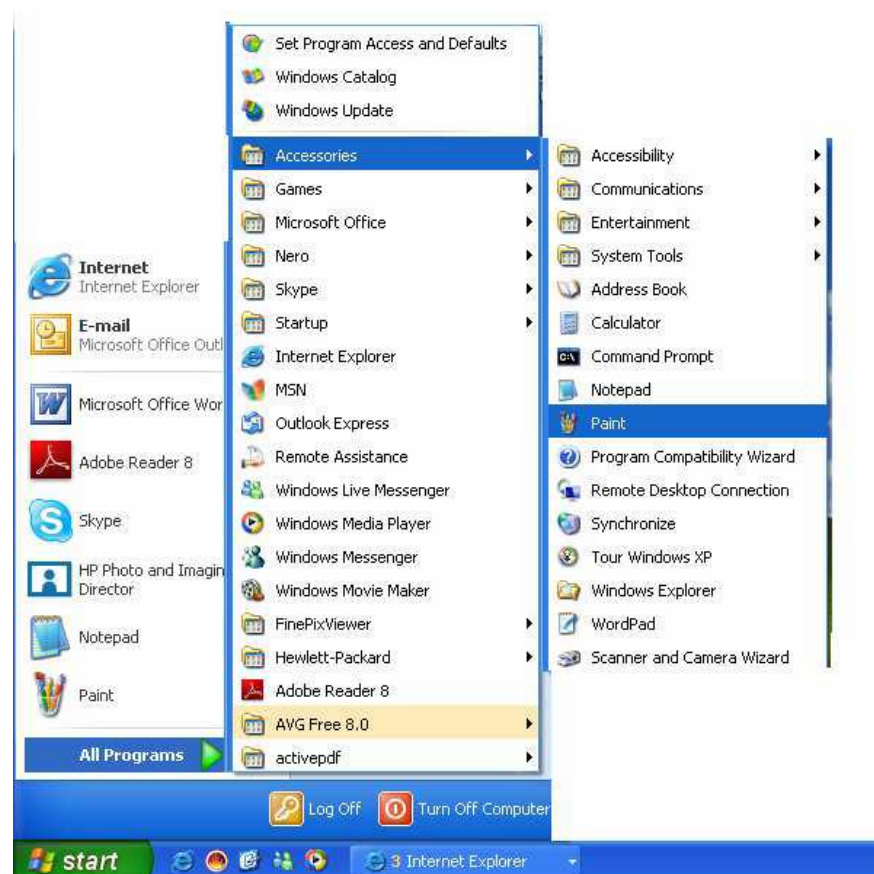 Set Program Access and Defaults
Windows Catalog
Windows Update
Accessories
Games
Microsoft Office
Nero
Skype
Startup
Internet Explorer
MSN
Outlook Express
Remote Assistance
Windows Live Messenger
Windows Media Player
Windows Messenger
Windows Movie Maker
FinePixViewer
Hewlett-Packard
Adobe Reader 8
AVG Free 8.0
activepdf
Accessibility
Communications
Entertainment
System Tools
Address Book
Calculator
Command Prompt
Notepad
Paint
Program Compatibility Wizard
Remote Desktop Connection
Synchronize
Tour Windows XP
Windows Explorer
WordPad
Scanner and Camera Wizard
Internet
Internet Explorer
E-mail
Microsoft Office Outl
Microsoft Office Wor
Adobe Reader 8
Skype
HP Photo and Imagin
Director
Notepad
Paint
All Programs
Log Off
Turn Off Computer
start
3 Internet Explorer